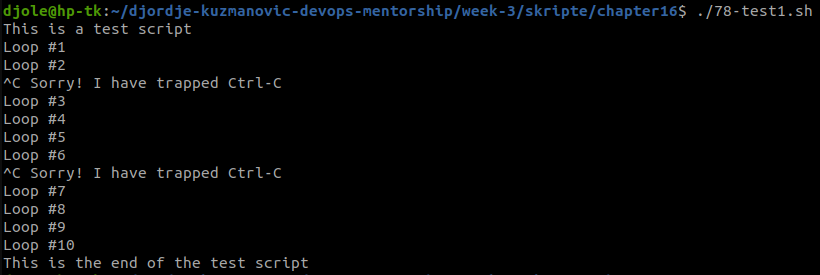 djole@hp-tk:~/djordje-kuzmanovic-devops-mentorship/week-3/skripte/chapter16$ ./78-test1.sh
This is a test script
Loop #1
Loop #2
^C Sorry! I have trapped Ctrl-C
Loop #3
Loop #4
Loop #5
Loop #6
^C Sorry! I have trapped Ctrl-C
Loop #7
Loop #8
Loop #9
Loop #10
This is the end of the test script